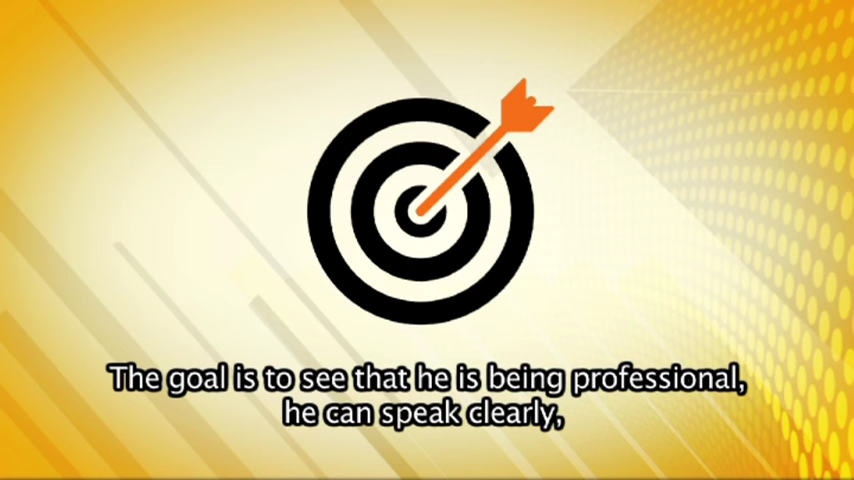 The goal is to see that he is being professional,
he can speak clearly,